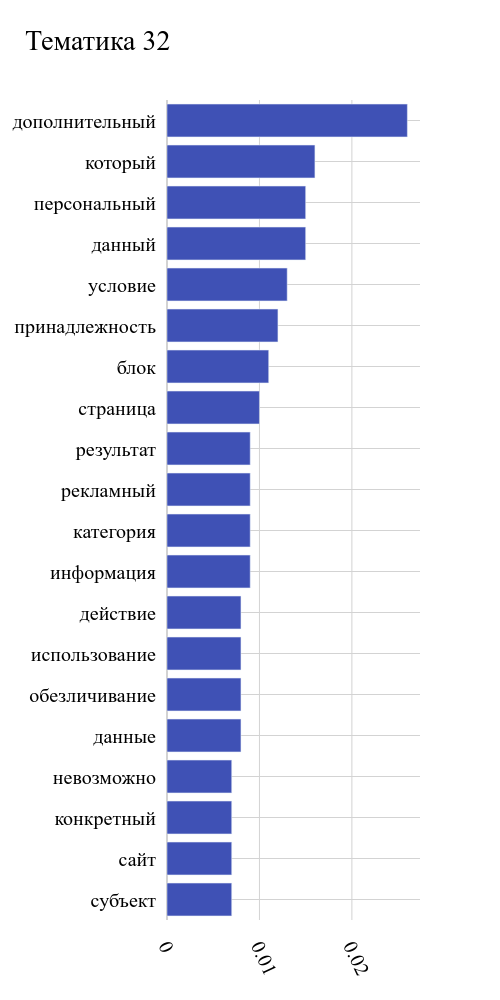 Тематика 32
дополнительный
который
персональный
данный
условие
принадлежность
блок
страница
результат
рекламный
категория
информация
действие
использование
обезличивание
данные
невозможно
конкретный
сайт
субъект
0
0.01
0.02